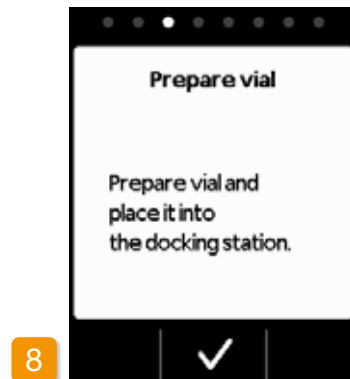 Prepare vial
Prepare vial and
place it into
the docking station.
8